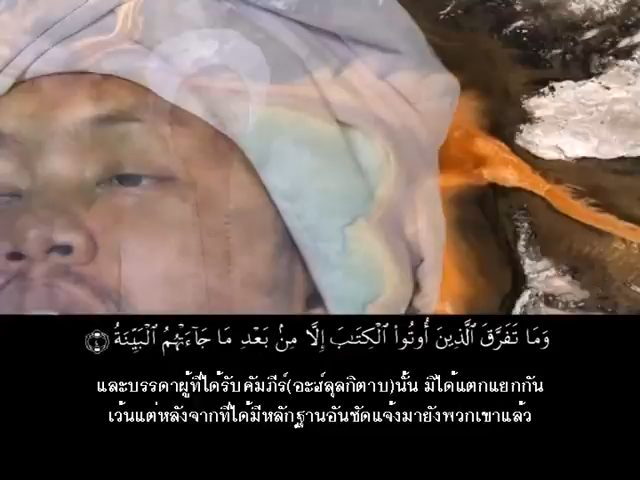 وَمَا تَفَرَّقَ ٱلَّذِينَ أُوتُوا۟ ٱلْكِتَـٰبَ إِلَّا مِنۢ بَعْدِ مَا جَآءَتْهُمُ ٱلْبَيِّنَةُ ٤
และบรรดาผู้ที่ได้รับคัมภีร์(อะฮ์ลุลกิตาบ)นั้น มิได้แตกแยกกัน
เว้นแต่หลังจากที่ได้มีหลักฐานอันชัดแจ้งมายังพวกเขาแล้ว